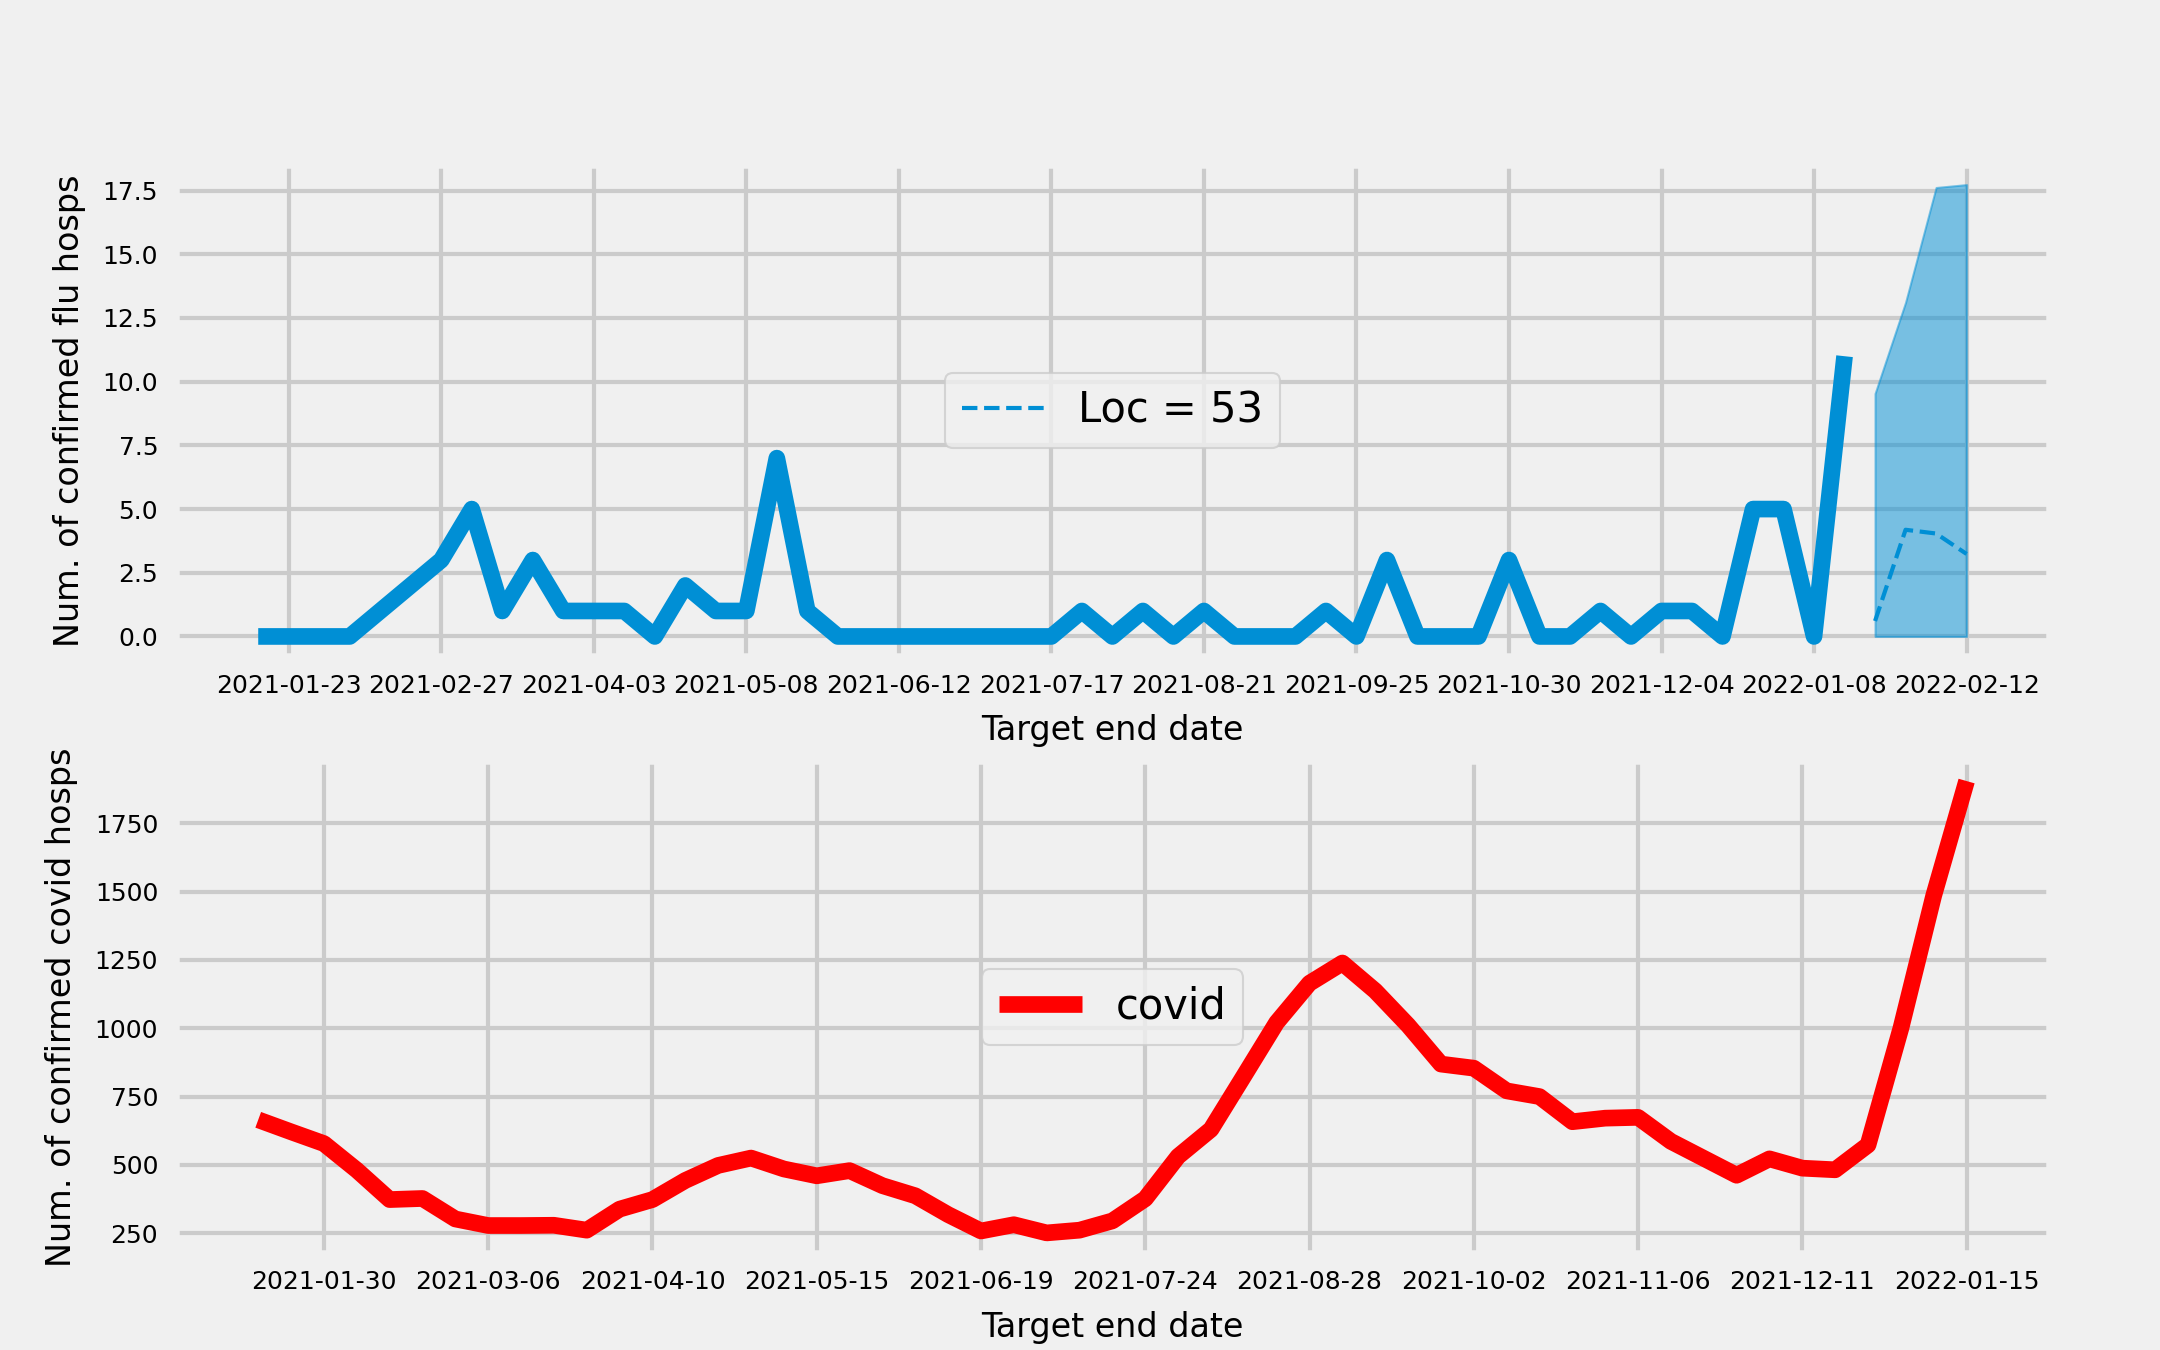 Num. of confirmed flu hosps
17.5
15.0
12.5
10.0
7.5
5.0
2.5
0.0
Loc = 53
2021-01-23 2021-02-27 2021-04-03 2021-05-08 2021-06-12 2021-07-17 2021-08-21 2021-09-25 2021-10-30 2021-12-04 2022-01-08 2022-02-12
Target end date
Num. of confirmed covid hosps
1750
1500
1250
1000
750
500
250
covid
2021-01-30 2021-03-06 2021-04-10 2021-05-15 2021-06-19 2021-07-24 2021-08-28 2021-10-02 2021-11-06 2021-12-11 2022-01-15
Target end date